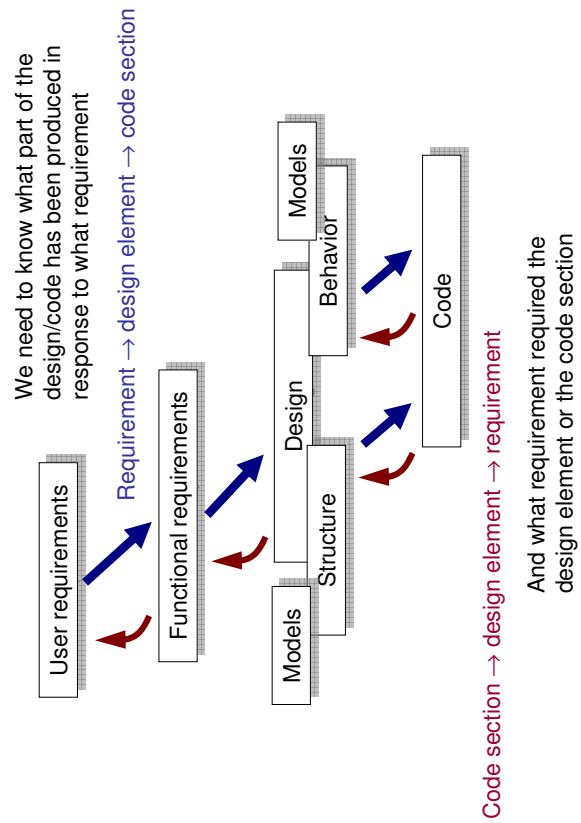 We need to know what part of the
design/code has been produced in
response to what requirement
User requirements
Requirement → design element → code section
Functional requirements
Design
Models
Structure
Models
Behavior
Code
Code section → design element → requirement
And what requirement required the
design element or the code section